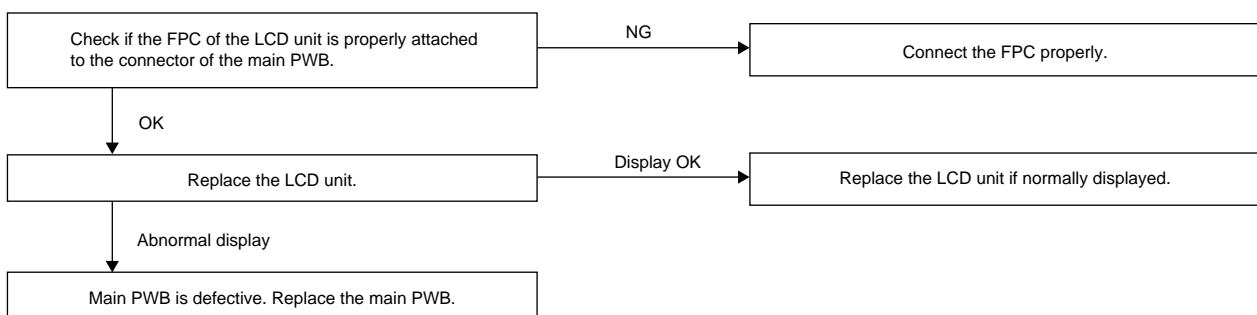 Check if the FPC of the LCD unit is properly attached
to the connector of the main PWB.
NG
Connect the FPC properly.
OK
Replace the LCD unit.
Display OK
Replace the LCD unit if normally displayed.
Abnormal display
Main PWB is defective. Replace the main PWB.